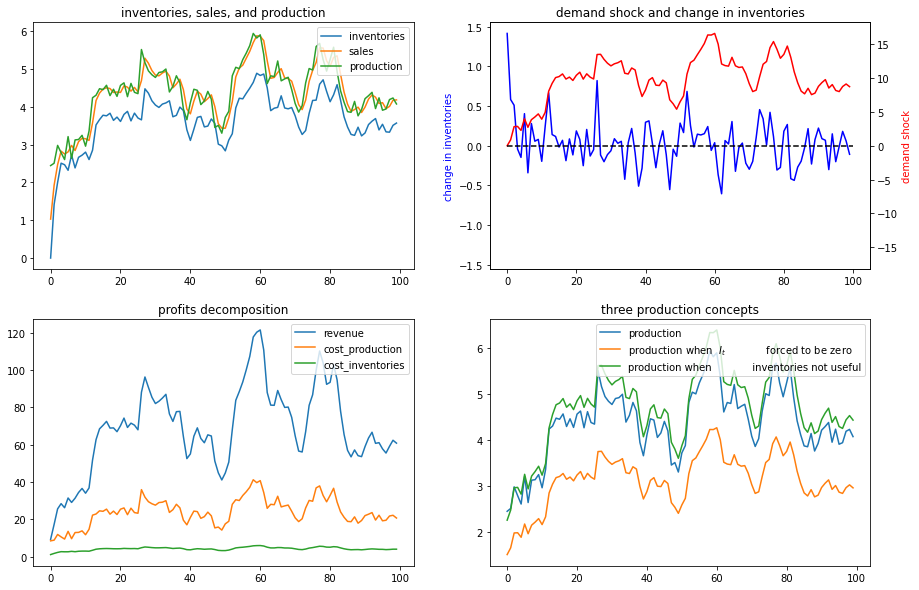 inventories, sales, and production
6
5
4
3
2
1
0
inventories
sales
production
0 20 40 60 80 100
demand shock and change in inventories
change in inventories
1.5
1.0
0.5
0.0
−0.5
−1.0
−1.5
15
10
5
0
−5
−10
−15
demand shock
0 20 40 60 80 100
profits decomposition
120
100
80
60
40
20
0
revenue
cost_production
cost_inventories
0 20 40 60 80 100
three production concepts
6
5
4
3
2
production
production when I_t forced to be zero
production when inventories not useful
0 20 40 60 80 100